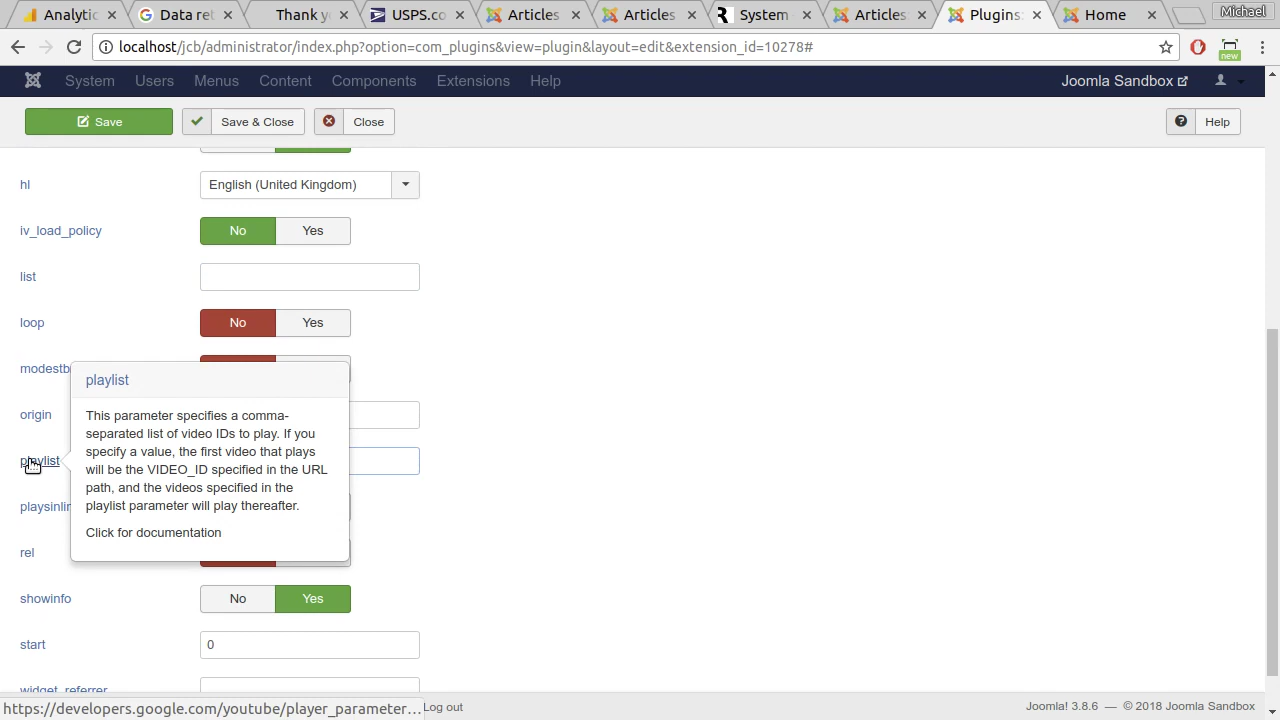 Analytic
Data ret
Thank y
USPS.co
Articles
Articles
System
Articles
Plugins:
Home
Michael
localhost/jcb/administrator/index.php?option=com_plugins&view=plugin&layout=edit&extension_id=10278#
new
System Users Menus Content Components Extensions Help
Joomla Sandbox
Save
Save & Close
Close
Help
hl
English (United Kingdom)
iv_load_policy
No Yes
list
loop
No Yes
modestb
origin
playlist
playsinlin
rel
playlist
This parameter specifies a comma-
separated list of video IDs to play. If you
specify a value, the first video that plays
will be the VIDEO_ID specified in the URL
path, and the videos specified in the
playlist parameter will play thereafter.
Click for documentation
showinfo
No Yes
start
0
widget_referrer
https://developers.google.com/youtube/player_parameter...
Log out
Joomla! 3.8.6 — © 2018 Joomla Sandbox